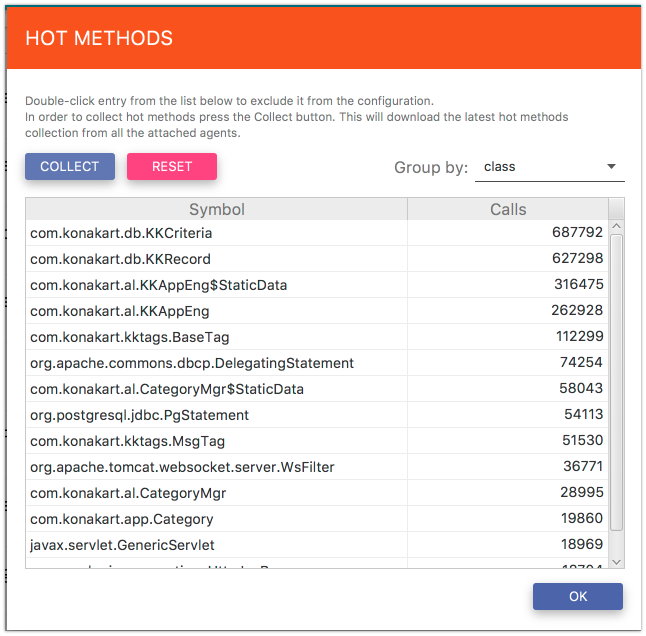 HOT METHODS
Double-click entry from the list below to exclude it from the configuration.
In order to collect hot methods press the Collect button. This will download the latest hot methods
collection from all the attached agents.
COLLECT RESET Group by: class
Symbol Calls
com.konakart.db.KKCriteria 687792
com.konakart.db.KKRecord 627298
com.konakart.al.KKAppEng$StaticData 316475
com.konakart.al.KKAppEng 262928
com.konakart.kktags.BaseTag 112299
org.apache.commons.dbcp.DelegatingStatement 74254
com.konakart.al.CategoryMgr$StaticData 58043
org.postgresql.jdbc.PgStatement 54113
com.konakart.kktags.MsgTag 51530
org.apache.tomcat.websocket.server.WsFilter 36771
com.konakart.al.CategoryMgr 28995
com.konakart.app.Category 19860
javax.servlet.GenericServlet 18969
OK